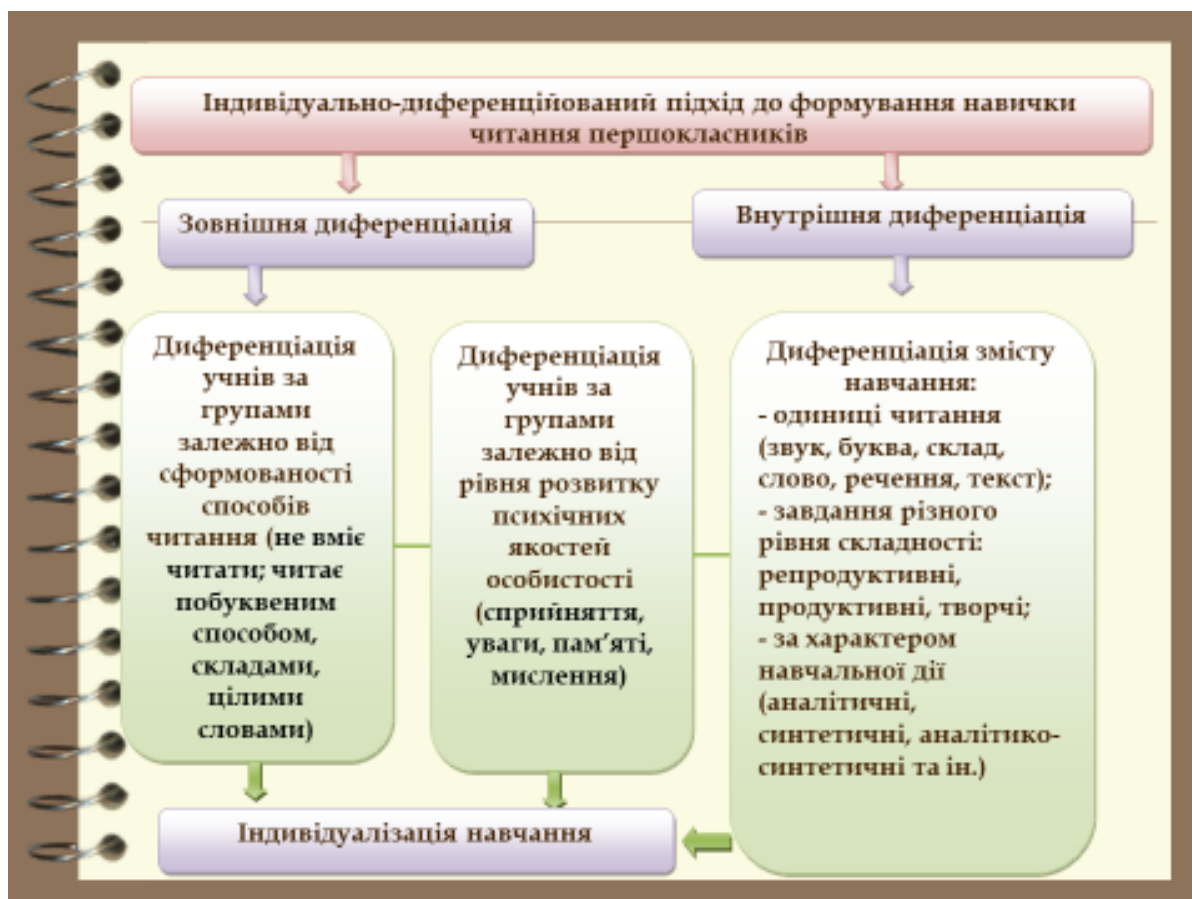 Індивідуально-диференційований підхід до формування навички
читання першокласників
Зовнішня диференціація
Внутрішня диференціація
Диференціація
учнів за
групами
залежно від
сформованості
способів
читання (не вміє
читати; читає
побуквеним
способом,
складами,
цілими
словами)
Диференціація
учнів за
групами
залежно від
рівня розвитку
психічних
якостей
особистості
(сприйняття,
уваги, пам′яті,
мислення)
Диференціація змісту
навчання:
- одиниці читання
(звук, буква, склад,
слово, речення, текст);
- завдання різного
рівня складності:
репродуктивні,
продуктивні, творчі;
- за характером
навчальної дії
(аналітичні,
синтетичні, аналітико-
синтетичні та ін.)
Індивідуалізація навчання